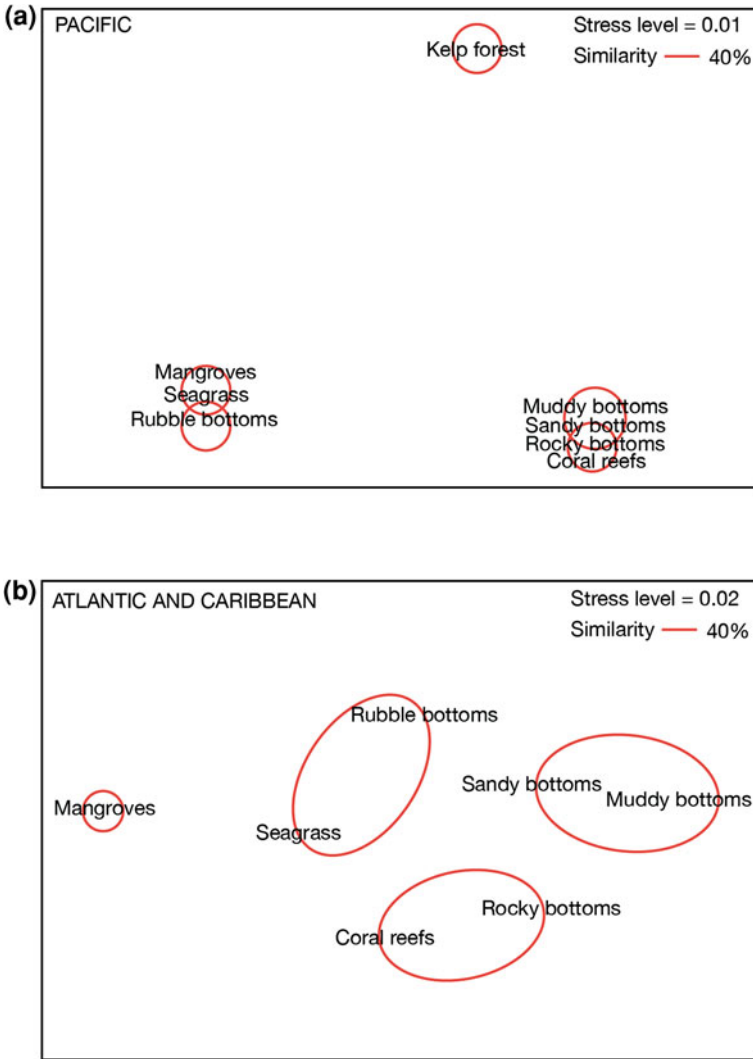 (a)
PACIFIC
Stress level = 0.01
Similarity 40%
Kelp forest
Mangroves
Seagrass
Rubble bottoms
Muddy bottoms
Sandy bottoms
Rocky bottoms
Coral reefs
(b)
ATLANTIC AND CARIBBEAN
Stress level = 0.02
Similarity 40%
Rubble bottoms
Sandy bottoms
Muddy bottoms
Mangroves
Seagrass
Rocky bottoms
Coral reefs